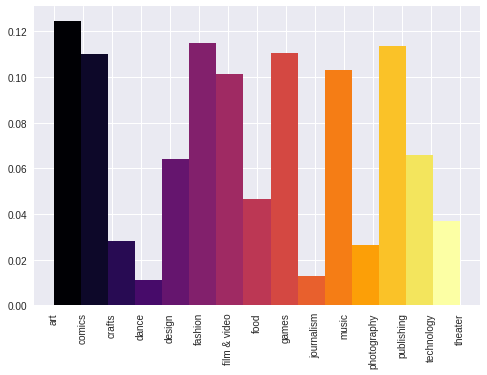 0.12
0.10
0.08
0.06
0.04
0.02
0.00
art
comics
crafts
dance
design
fashion
film & video
food
games
journalism
music
photography
publishing
technology
theater